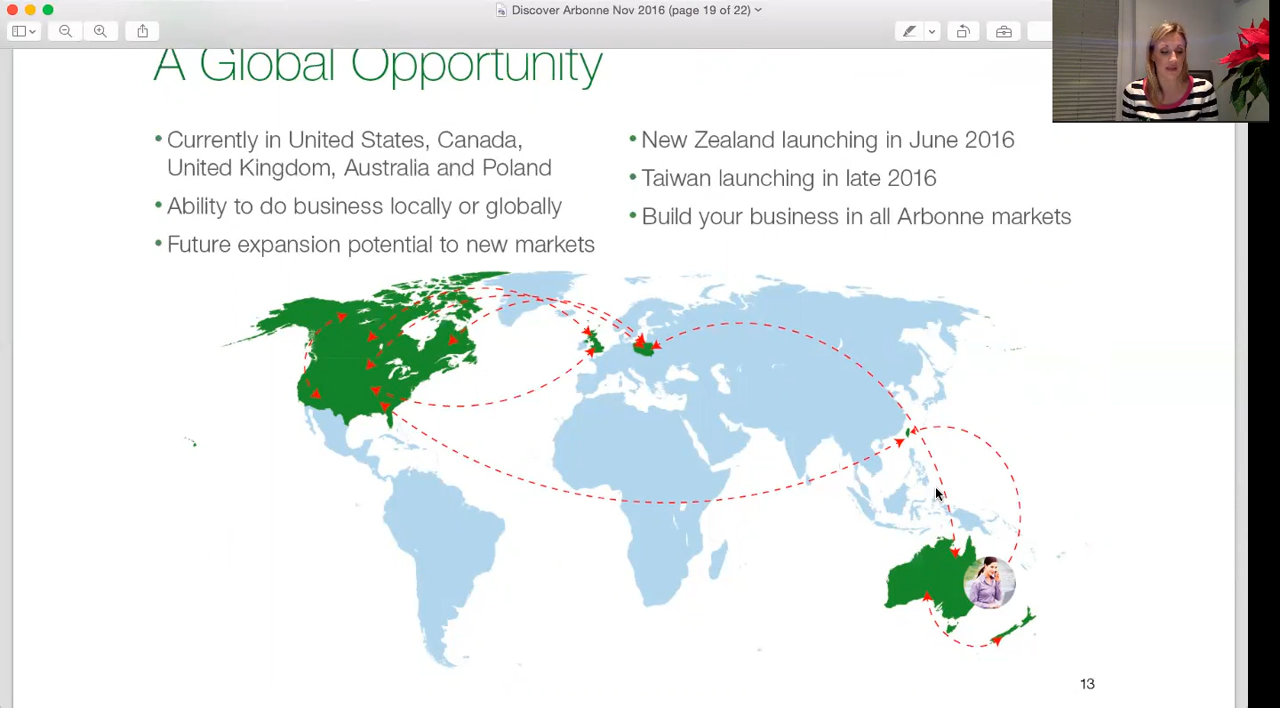 Discover Arbonne Nov 2016 (page 19 of 22)
A Global Opportunity
• Currently in United States, Canada,
United Kingdom, Australia and Poland
• Ability to do business locally or globally
• Future expansion potential to new markets
• New Zealand launching in June 2016
• Taiwan launching in late 2016
• Build your business in all Arbonne markets
13